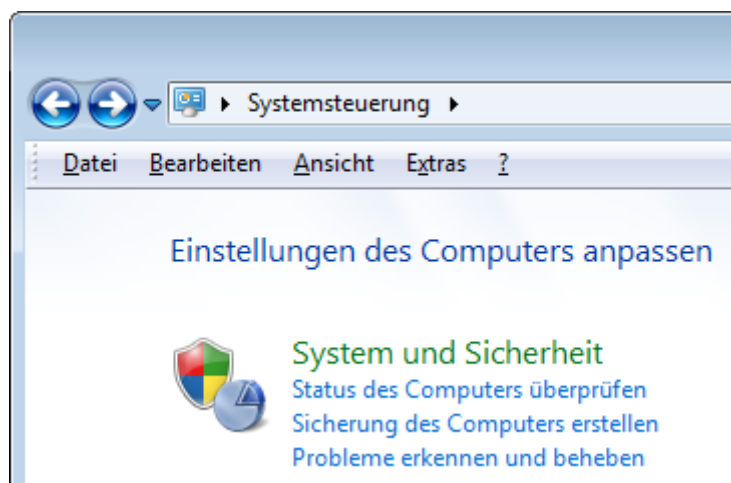 Systemsteuerung
Datei Bearbeiten Ansicht Extras ?
Einstellungen des Computers anpassen
System und Sicherheit
Status des Computers überprüfen
Sicherung des Computers erstellen
Probleme erkennen und beheben